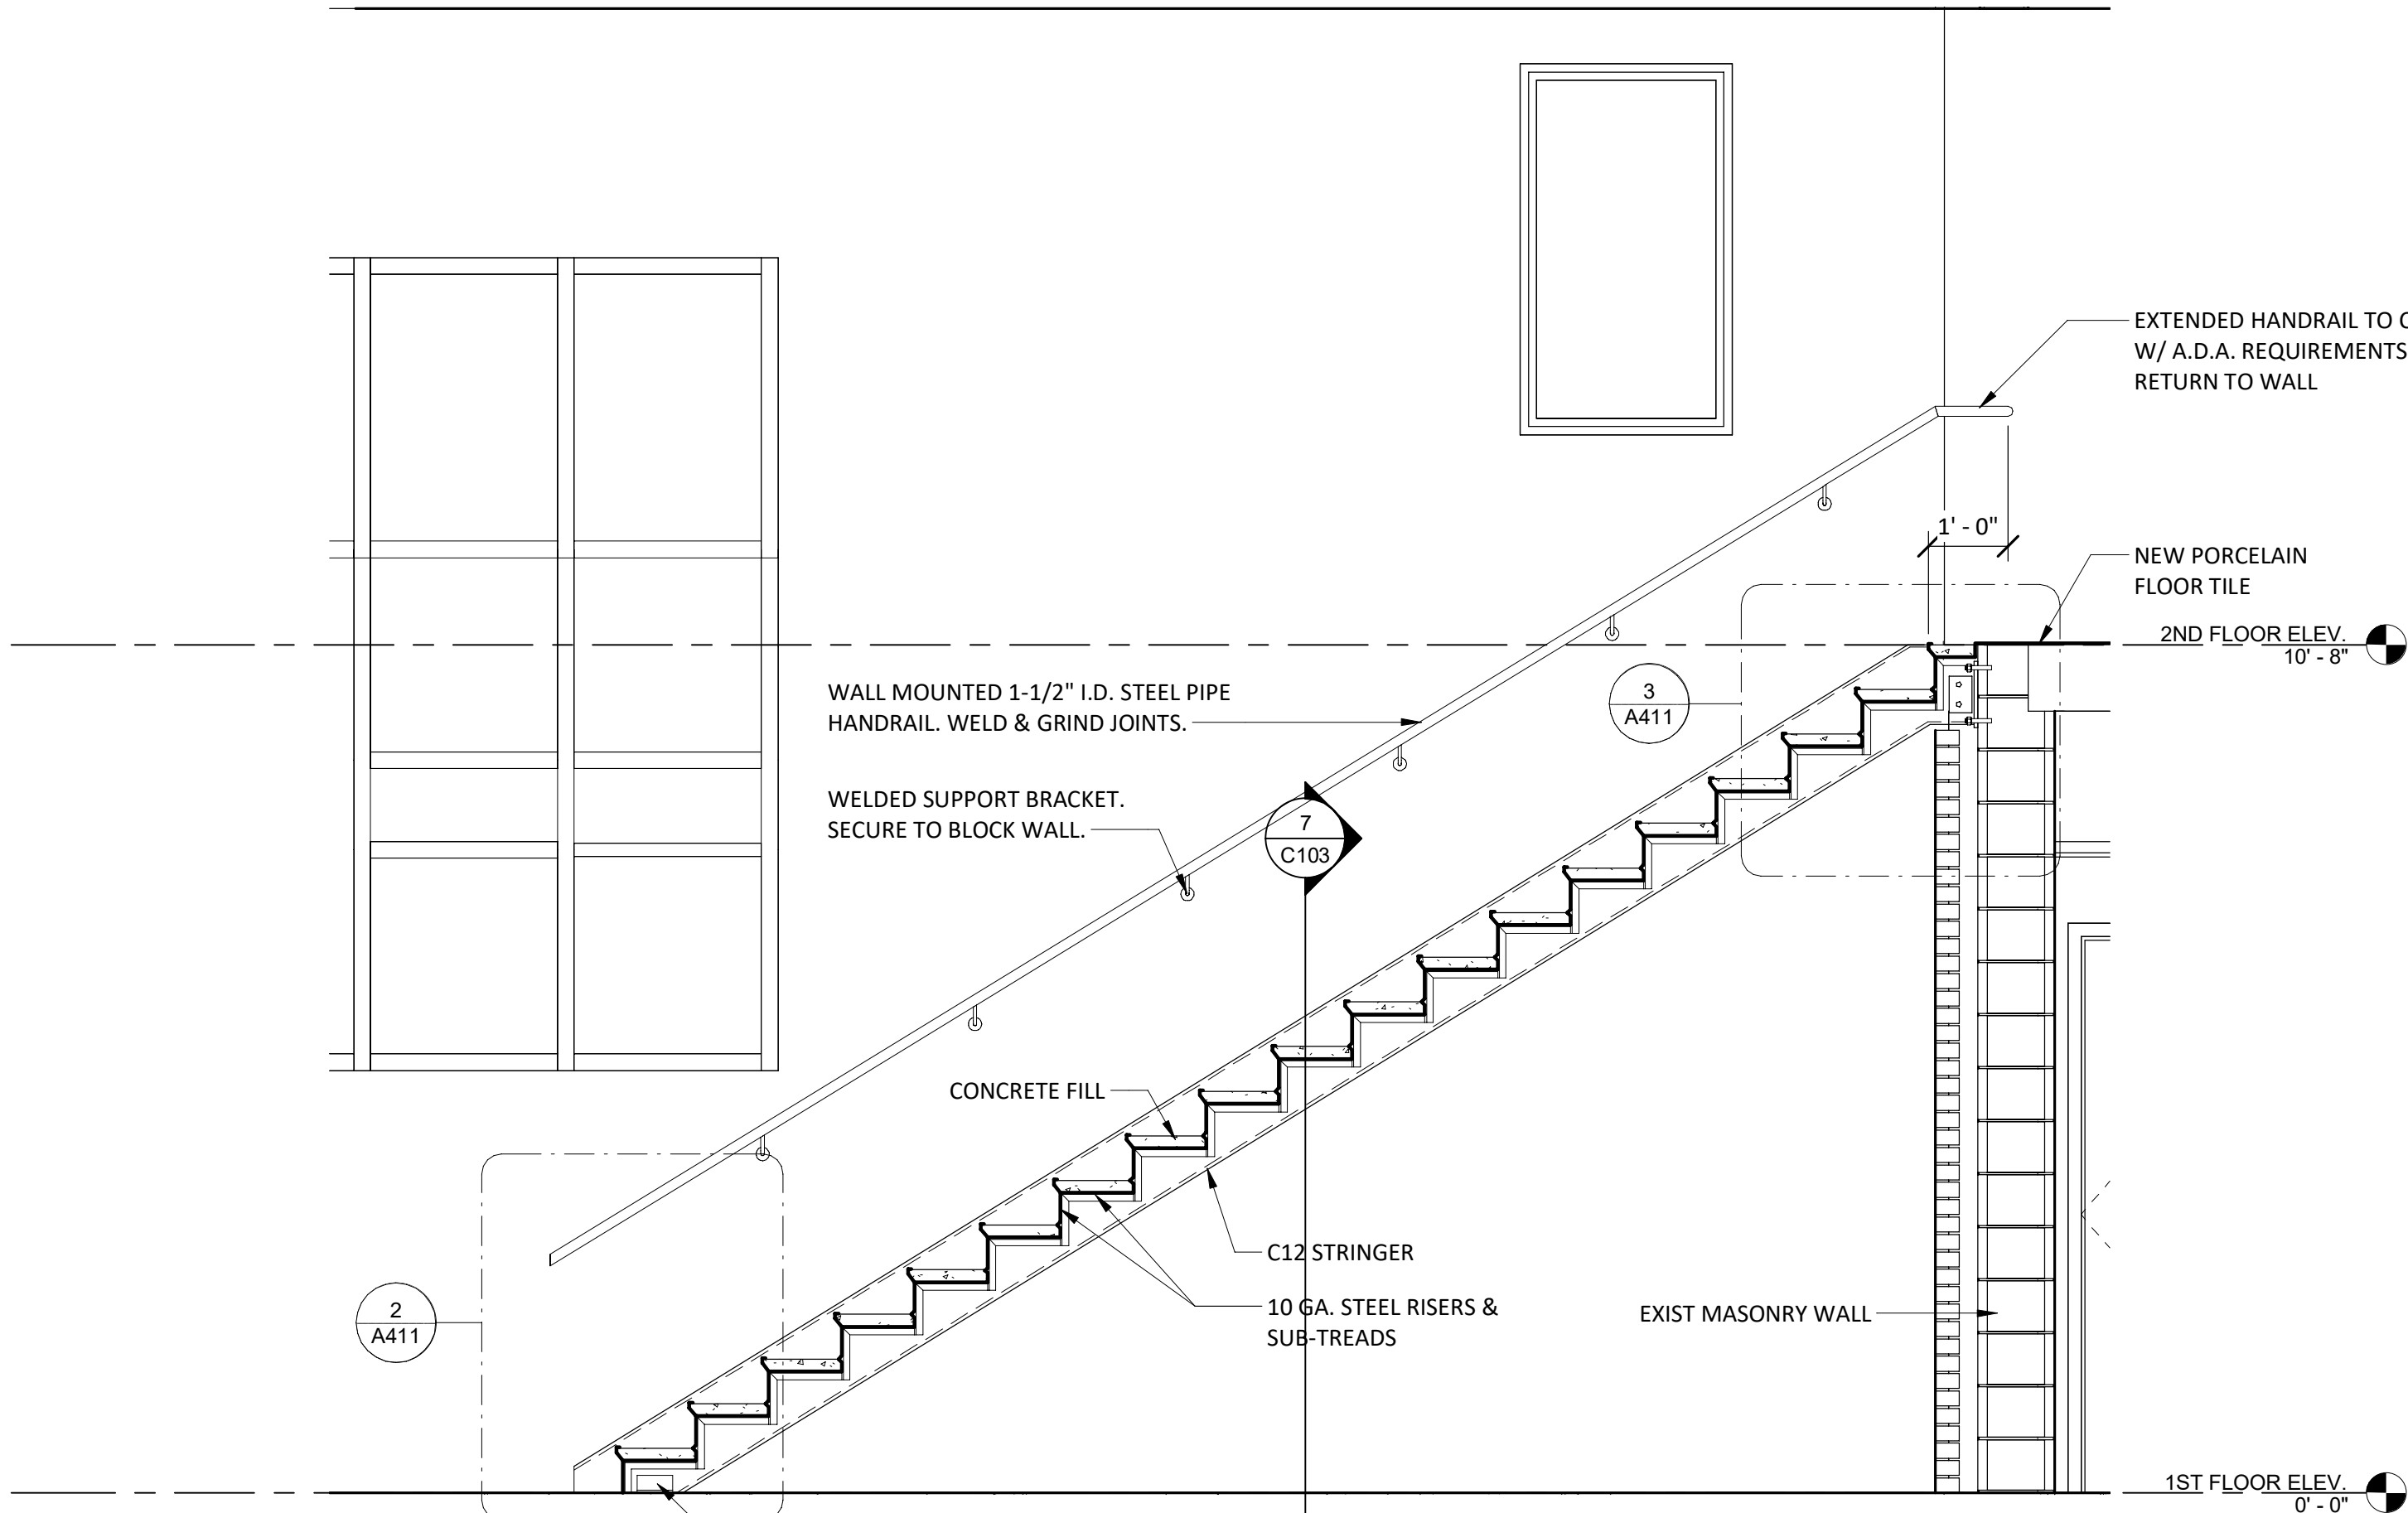 EXTENDED HANDRAIL TO
W/ A.D.A. REQUIREMENTS
RETURN TO WALL
1' - 0"
NEW PORCELAIN
FLOOR TILE
2ND FLOOR ELEV.
10' - 8"
WALL MOUNTED 1-1/2" I.D. STEEL PIPE
HANDRAIL. WELD & GRIND JOINTS.
3
A411
WELDED SUPPORT BRACKET.
SECURE TO BLOCK WALL.
7
C103
CONCRETE FILL
C12 STRINGER
10 GA. STEEL RISERS &
SUB-TREADS
EXIST MASONRY WALL
2
A411
1ST FLOOR ELEV.
0' - 0"